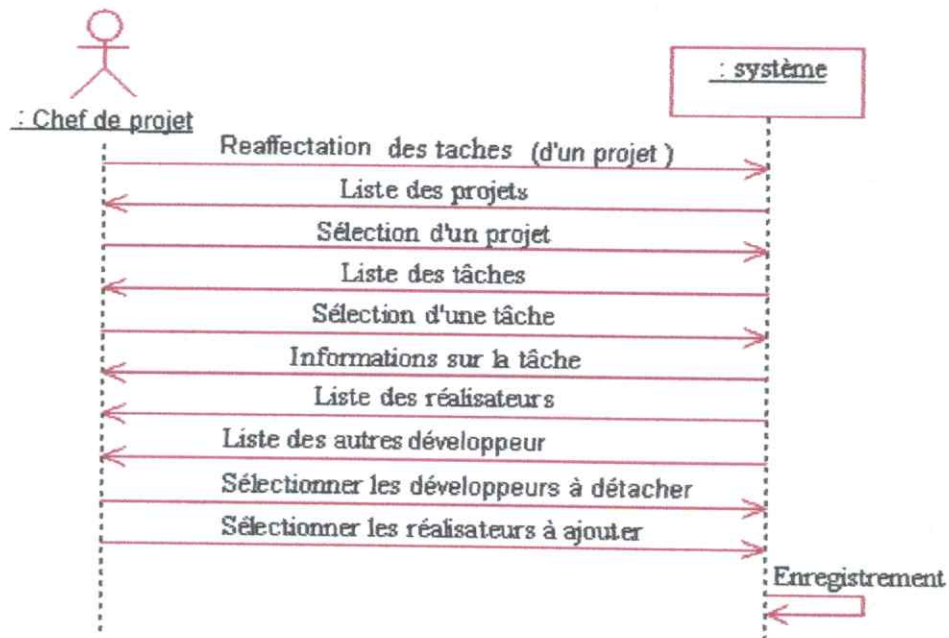 : système
: Chef de projet
Reaffectation des taches (d'un projet )
Liste des projets
Sélection d'un projet
Liste des tâches
Sélection d'une tâche
Informations sur la tâche
Liste des réalisateurs
Liste des autres développeur
Sélectionner les développeurs à détacher
Sélectionner les réalisateurs à ajouter
Enregistrement